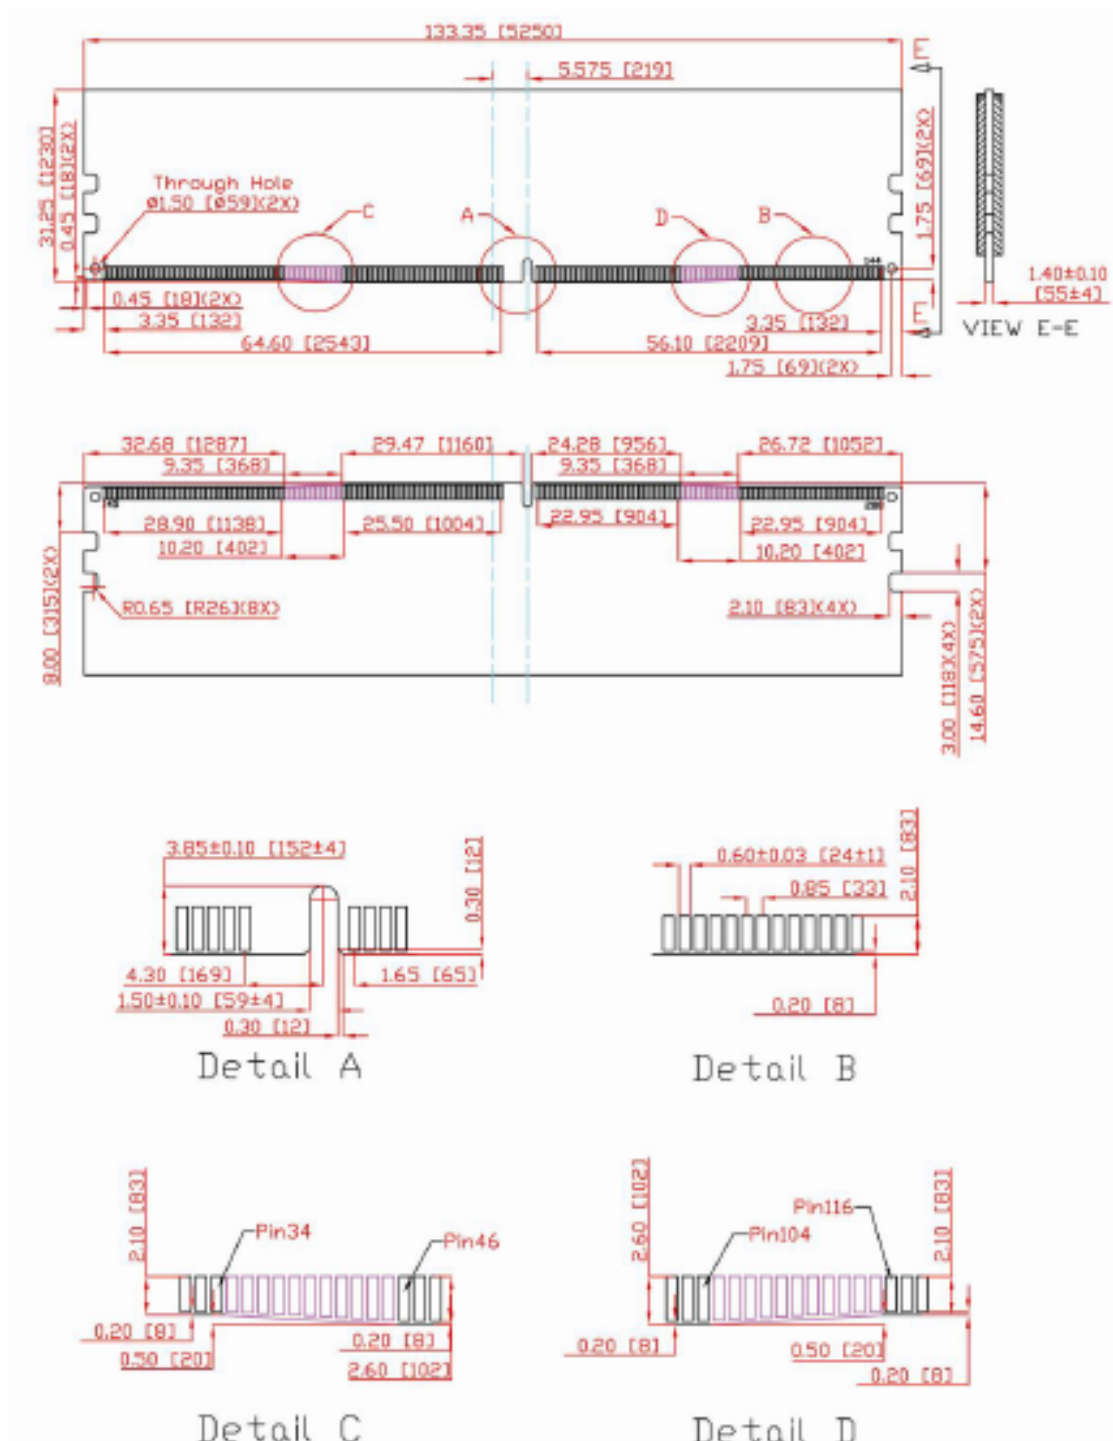 133.35 [5250]
5.575 [219]
E
31.25 [1230]
0.45 [18](2X)
Through Hole
Ø1.50 [Ø59](2X)
C
A
D
B
1.75 [69](2X)
144
0.45 [18](2X)
3.35 [132]
64.60 [2543]
3.35 [132]
56.10 [2209]
1.75 [69](2X)
E
1.40±0.10
[55±4]
VIEW E-E
32.68 [1287]
29.47 [1160]
24.28 [956]
26.72 [1052]
9.35 [368]
9.35 [368]
28.90 [1138]
25.50 [1004]
22.95 [904]
22.95 [904]
10.20 [402]
10.20 [402]
8.00 [315](2X)
R0.65 [R26](8X)
2.10 [83](4X)
3.00 [118](4X)
14.60 [575](2X)
3.85±0.10 [152±4]
0.30 [12]
4.30 [169]
1.65 [65]
1.50±0.10 [59±4]
0.30 [12]
Detail A
0.60±0.03 [24±1]
0.85 [33]
2.10 [83]
0.20 [8]
Detail B
2.10 [83]
Pin34
Pin46
0.20 [8]
0.20 [8]
0.50 [20]
2.60 [102]
Detail C
2.60 [102]
Pin116
Pin104
2.10 [83]
0.20 [8]
0.50 [20]
0.20 [8]
Detail D